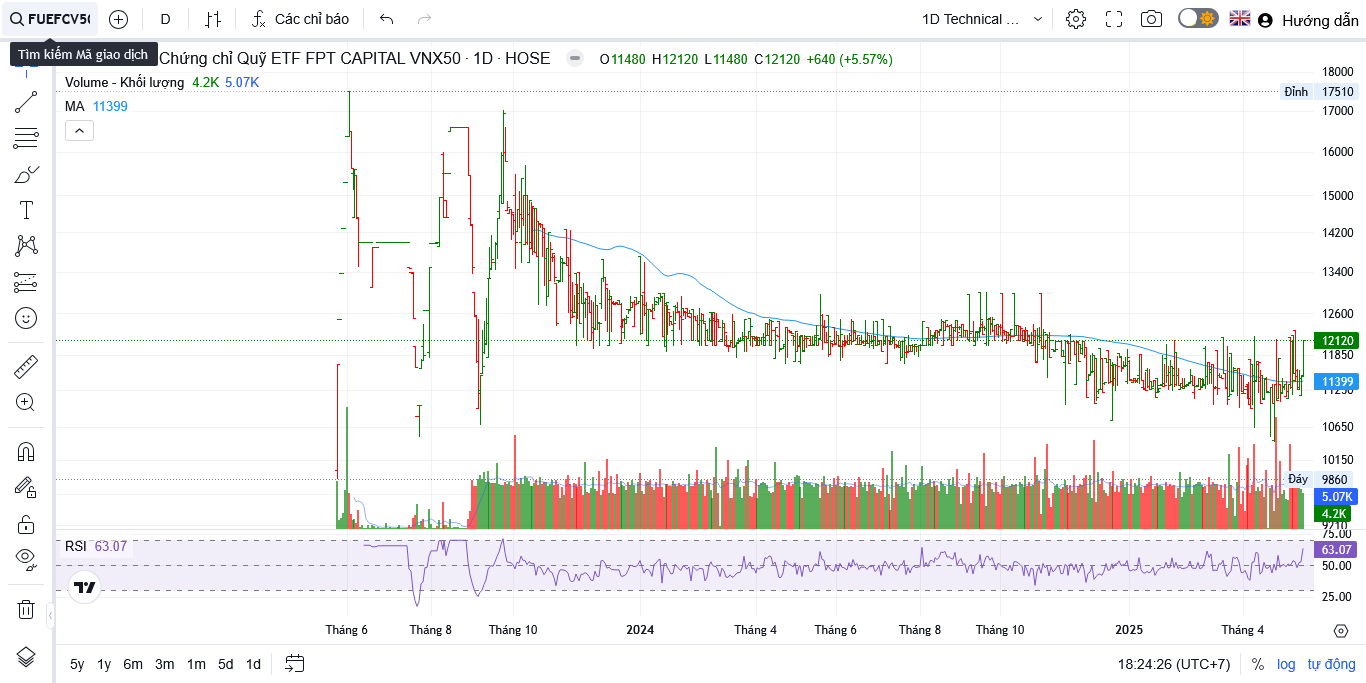 FUEFCV50
D
Các chỉ báo
1D Technical ...
Hướng dẫn
Tìm kiếm Mã giao dịch
Chứng chỉ Quỹ ETF FPT CAPITAL VNX50 · 1D · HOSE
O11480 H12120 L11480 C12120 +640 (+5.57%)
Volume - Khối lượng 4.2K 5.07K
MA 11399
18000
Đỉnh 17510
17000
16000
15000
14200
13400
12600
12120
11850
11399
11250
10650
10150
Đáy 9860
5.07K
4.2K
9710
75.00
RSI 63.07
63.07
50.00
25.00
Tháng 6 Tháng 8 Tháng 10 2024 Tháng 4 Tháng 6 Tháng 8 Tháng 10 2025 Tháng 4
5y 1y 6m 3m 1m 5d 1d
18:24:26 (UTC+7) % log tự động